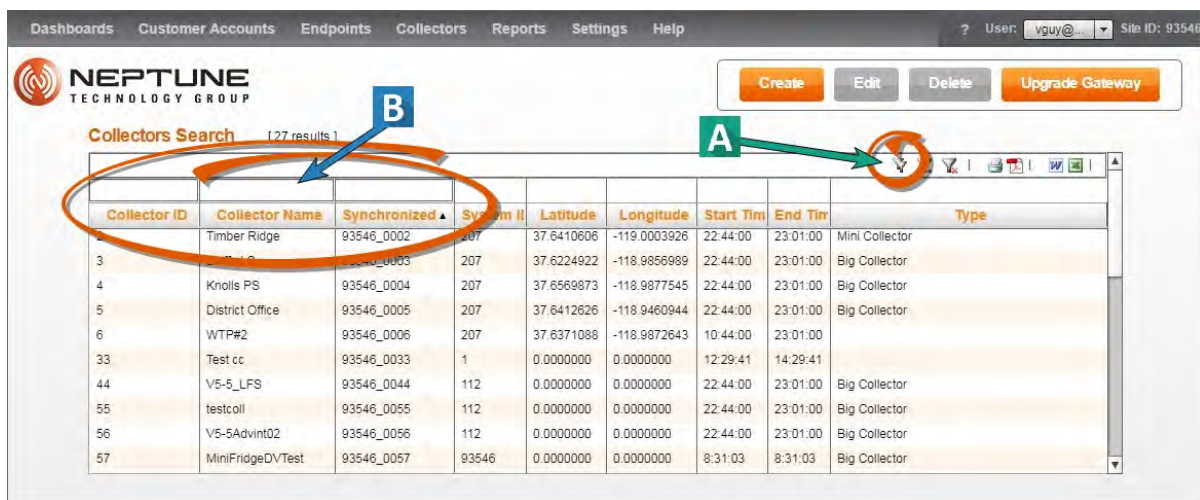 Dashboards Customer Accounts Endpoints Collectors Reports Settings Help ? User: vguy@... Site ID: 93546
NEPTUNE
TECHNOLOGY GROUP
Create Edit Delete Upgrade Gateway
B
Collectors Search [ 27 results ]
A
Collector ID Collector Name Synchronized System I Latitude Longitude Start Tim End Tim Type
2 Timber Ridge 93546_0002 207 37.6410606 -119.0003926 22:44:00 23:01:00 Mini Collector
3 93546_0003 207 37.6224922 -118.9856989 22:44:00 23:01:00 Big Collector
4 Knolls PS 93546_0004 207 37.6569873 -118.9877545 22:44:00 23:01:00 Big Collector
5 District Office 93546_0005 207 37.6412626 -118.9460944 22:44:00 23:01:00 Big Collector
6 WTP#2 93546_0006 207 37.6371088 -118.9872643 10:44:00 23:01:00
33 Test cc 93546_0033 1 0.0000000 0.0000000 12:29:41 14:29:41
44 V5-5_LFS 93546_0044 112 0.0000000 0.0000000 22:44:00 23:01:00 Big Collector
55 testcoll 93546_0055 112 0.0000000 0.0000000 22:44:00 23:01:00 Big Collector
56 V5-5Advint02 93546_0056 112 0.0000000 0.0000000 22:44:00 23:01:00 Big Collector
57 MiniFridgeDVTest 93546_0057 93546 0.0000000 0.0000000 8:31:03 8:31:03 Big Collector